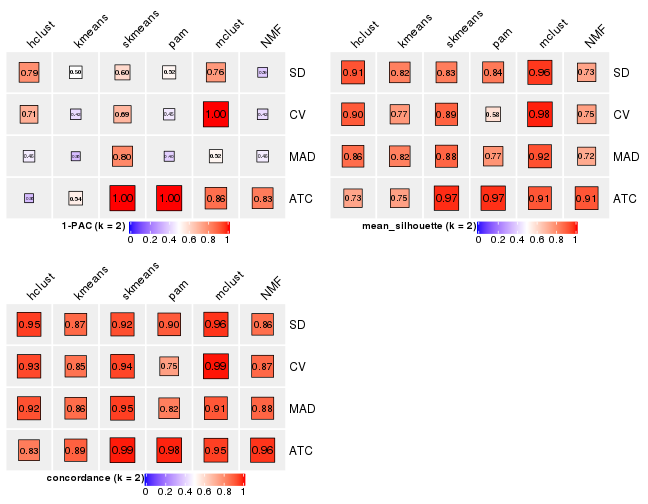 hclust kmeans skmeans pam mclust NMF
0.79 0.50 0.60 0.52 0.76 SD
0.71 0.69 1.00 CV
0.80 0.52 MAD
0.54 1.00 1.00 0.86 0.83 ATC
1-PAC (k = 2)
0 0.2 0.4 0.6 0.8 1
hclust kmeans skmeans pam mclust NMF
0.91 0.82 0.83 0.84 0.96 0.73 SD
0.90 0.77 0.89 0.58 0.98 0.75 CV
0.86 0.82 0.88 0.77 0.92 0.72 MAD
0.73 0.75 0.97 0.97 0.91 0.91 ATC
mean_silhouette (k = 2)
0 0.2 0.4 0.6 0.8 1
hclust kmeans skmeans pam mclust NMF
0.95 0.87 0.92 0.90 0.96 0.86 SD
0.93 0.85 0.94 0.75 0.99 0.87 CV
0.92 0.86 0.95 0.82 0.91 0.88 MAD
0.83 0.89 0.99 0.98 0.95 0.96 ATC
concordance (k = 2)
0 0.2 0.4 0.6 0.8 1